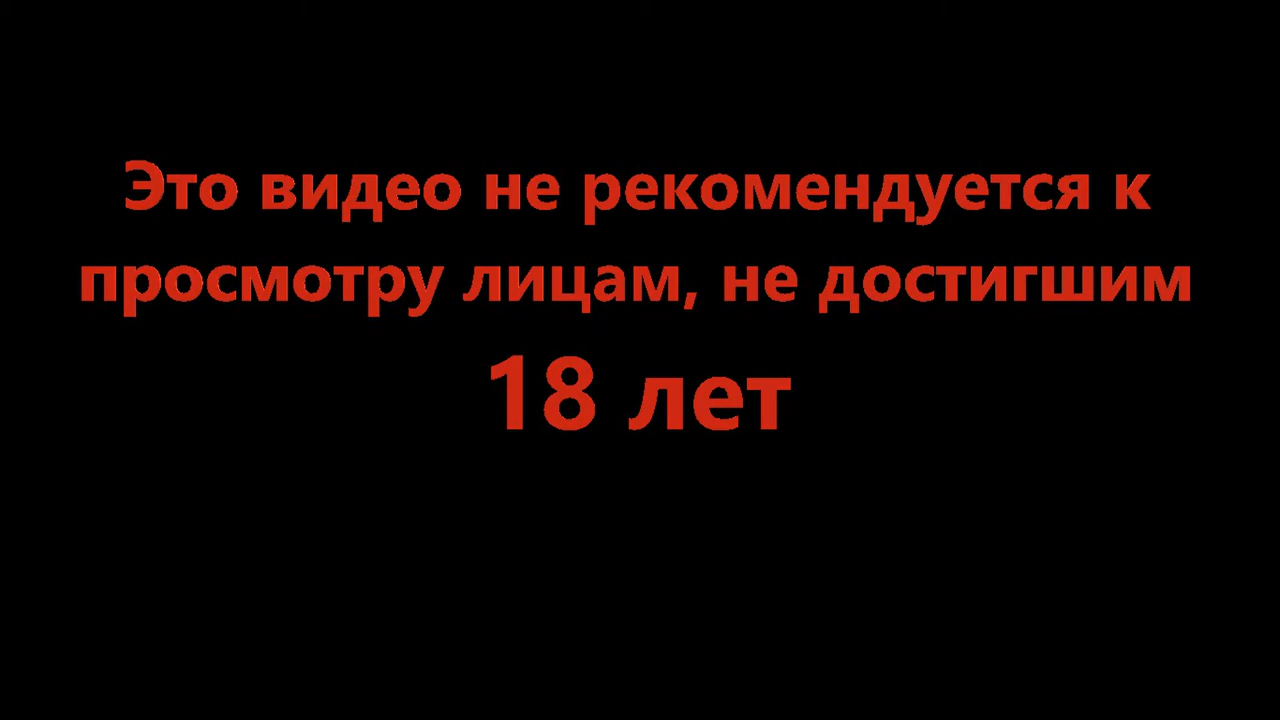 Это видео не рекомендуется к
просмотру лицам, не достигшим
18 лет